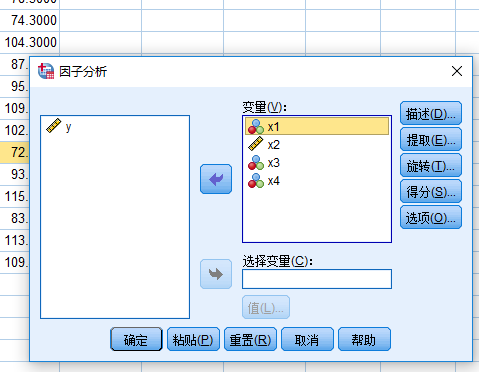 74.3000
104.3000
87.
因子分析
95.
变量(V):
109.
y
x1
描述(D)...
102.
x2
提取(E)...
72.
x3
旋转(T)...
93.
x4
得分(S)...
115.
选项(O)...
83.
113.
选择变量(C):
109.
值(L)...
确定
粘贴(P)
重置(R)
取消
帮助